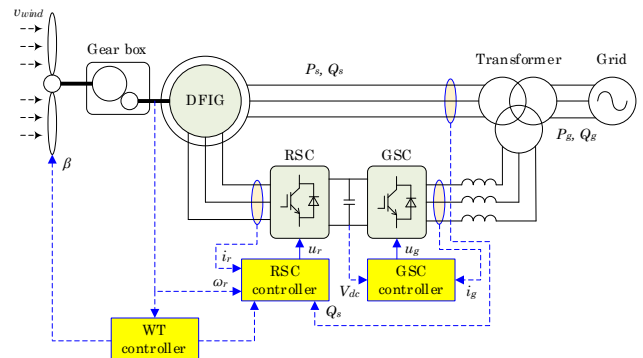 v_wind
Gear box
DFIG
P_s, Q_s
Transformer
Grid
P_g, Q_g
β
RSC
GSC
i_r
u_r
u_g
RSC
controller
V_dc
GSC
controller
i_g
ω_r
Q_s
WT
controller